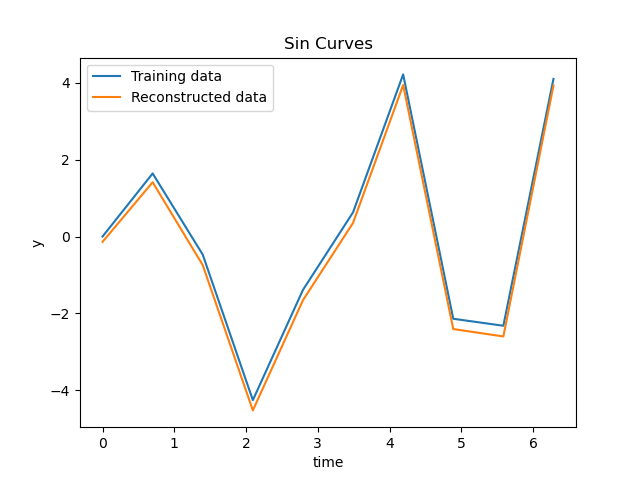 Sin Curves
Training data
Reconstructed data
4
2
0
−2
−4
y
0 1 2 3 4 5 6
time